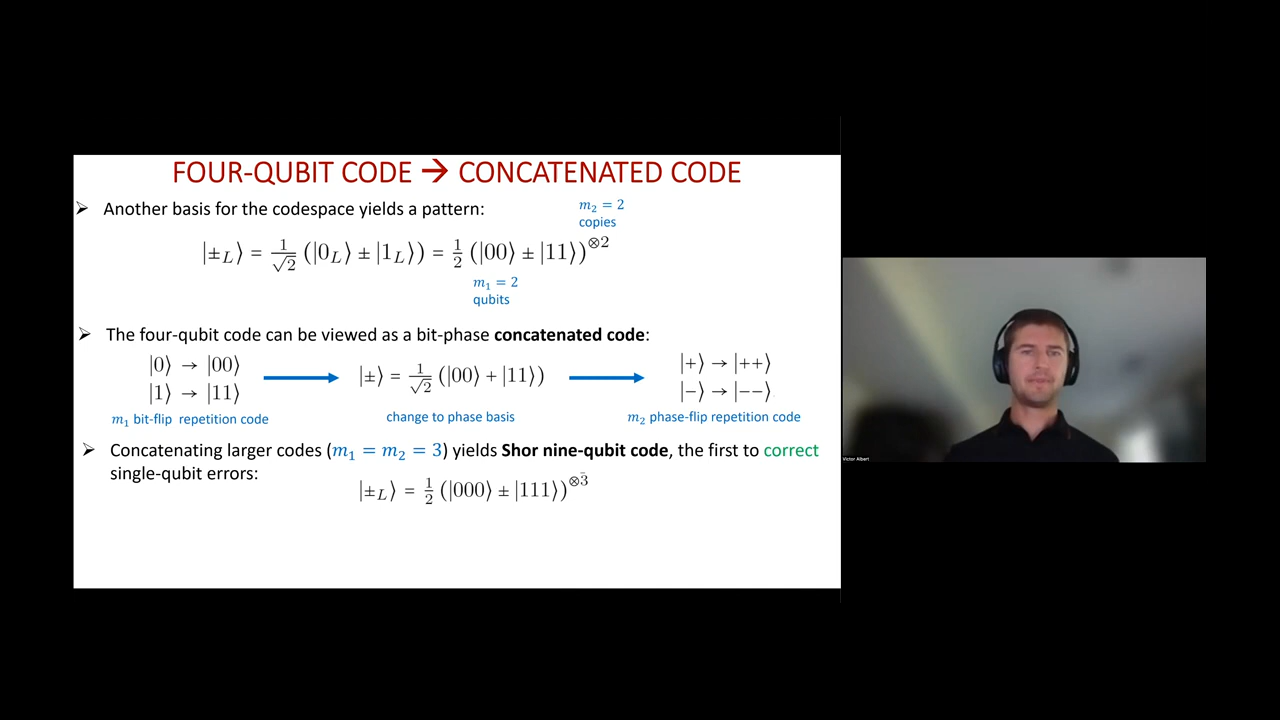 FOUR-QUBIT CODE → CONCATENATED CODE
➢ Another basis for the codespace yields a pattern:
m₂ = 2
copies
|±_L⟩ = 1/√2 (|0_L⟩ ± |1_L⟩) = 1/2 (|00⟩ ± |11⟩)^⊗2
m₁ = 2
qubits
➢ The four-qubit code can be viewed as a bit-phase concatenated code:
|0⟩ → |00⟩
|1⟩ → |11⟩
m₁ bit-flip repetition code
|±⟩ = 1/√2 (|00⟩ + |11⟩)
change to phase basis
|+⟩ → |++⟩
|−⟩ → |−−⟩
m₂ phase-flip repetition code
➢ Concatenating larger codes (m₁ = m₂ = 3) yields Shor nine-qubit code, the first to correct
single-qubit errors:
|±_L⟩ = 1/2 (|000⟩ ± |111⟩)^⊗3
Victor Albert